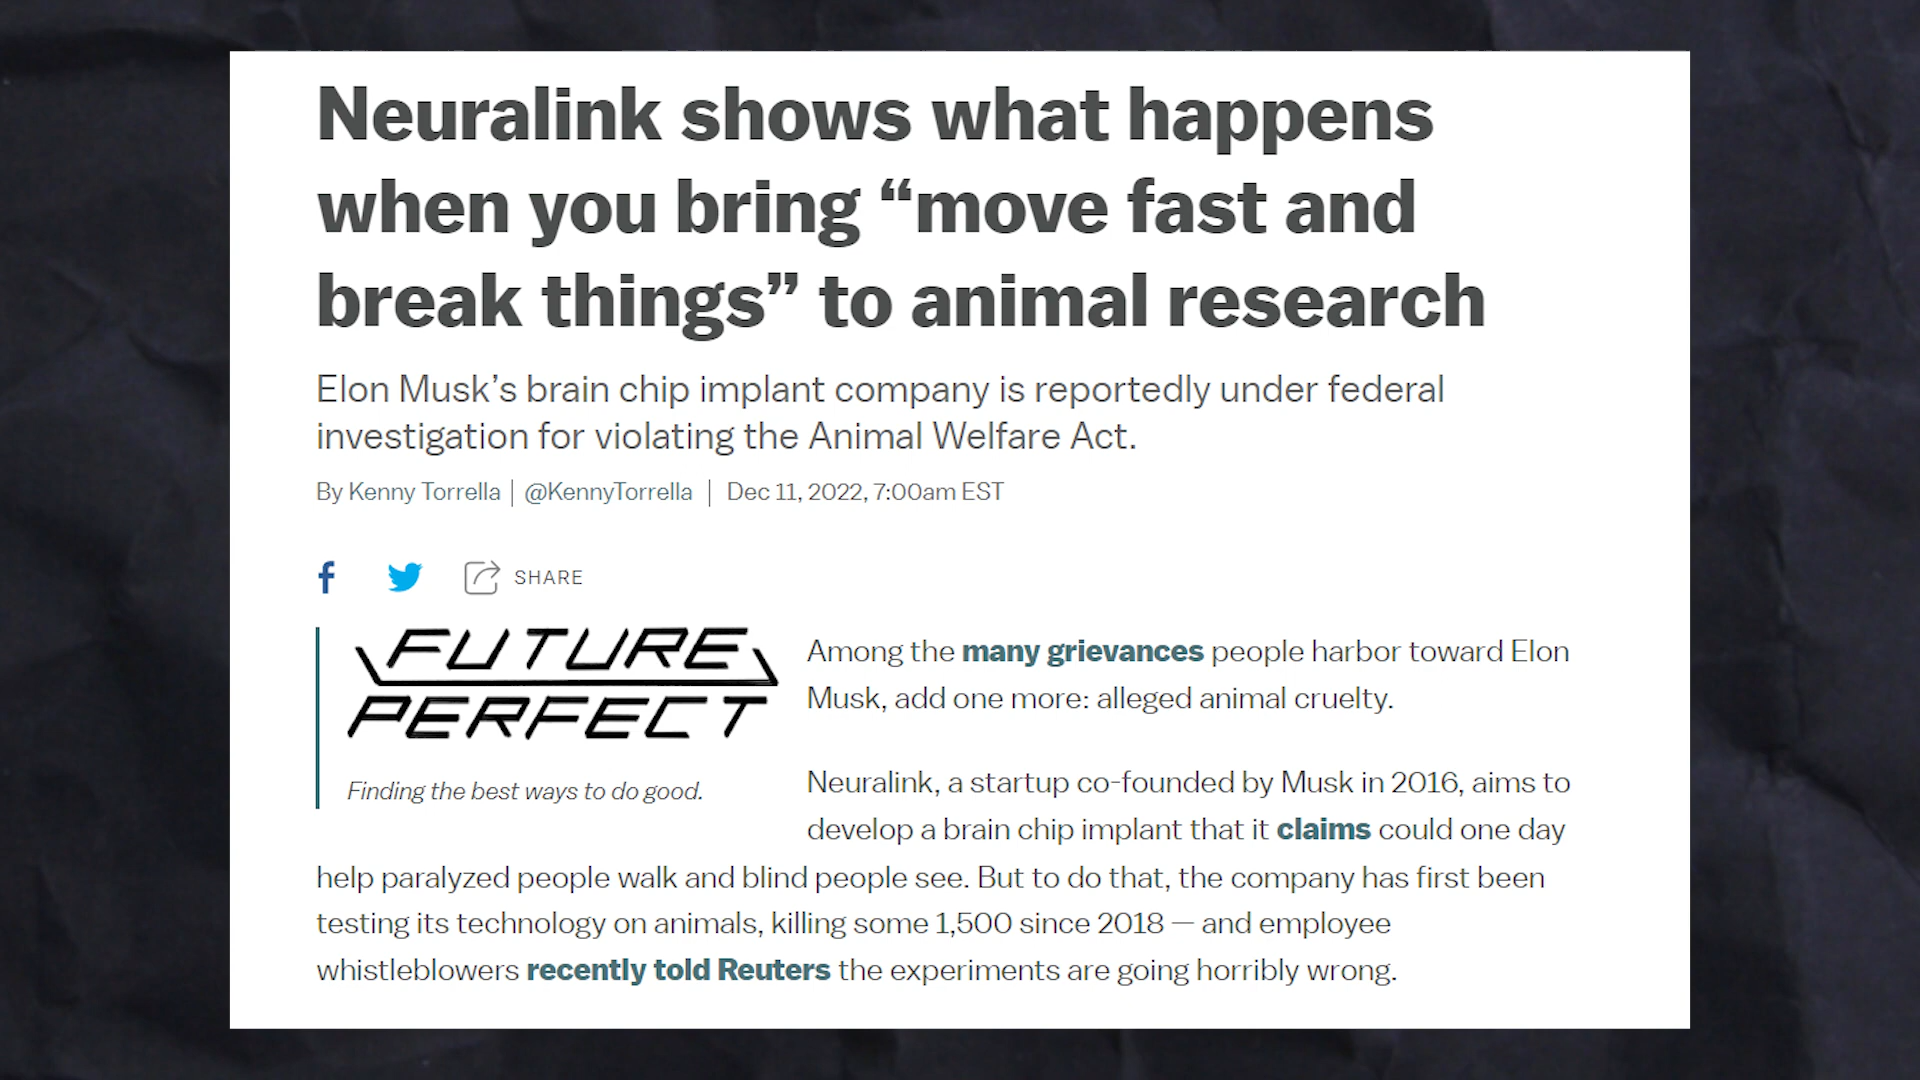 Neuralink shows what happens
when you bring “move fast and
break things” to animal research
Elon Musk’s brain chip implant company is reportedly under federal
investigation for violating the Animal Welfare Act.
By Kenny Torrella | @KennyTorrella | Dec 11, 2022, 7:00am EST
SHARE
FUTURE
PERFECT
Finding the best ways to do good.
Among the many grievances people harbor toward Elon
Musk, add one more: alleged animal cruelty.
Neuralink, a startup co-founded by Musk in 2016, aims to
develop a brain chip implant that it claims could one day
help paralyzed people walk and blind people see. But to do that, the company has first been
testing its technology on animals, killing some 1,500 since 2018 — and employee
whistleblowers recently told Reuters the experiments are going horribly wrong.